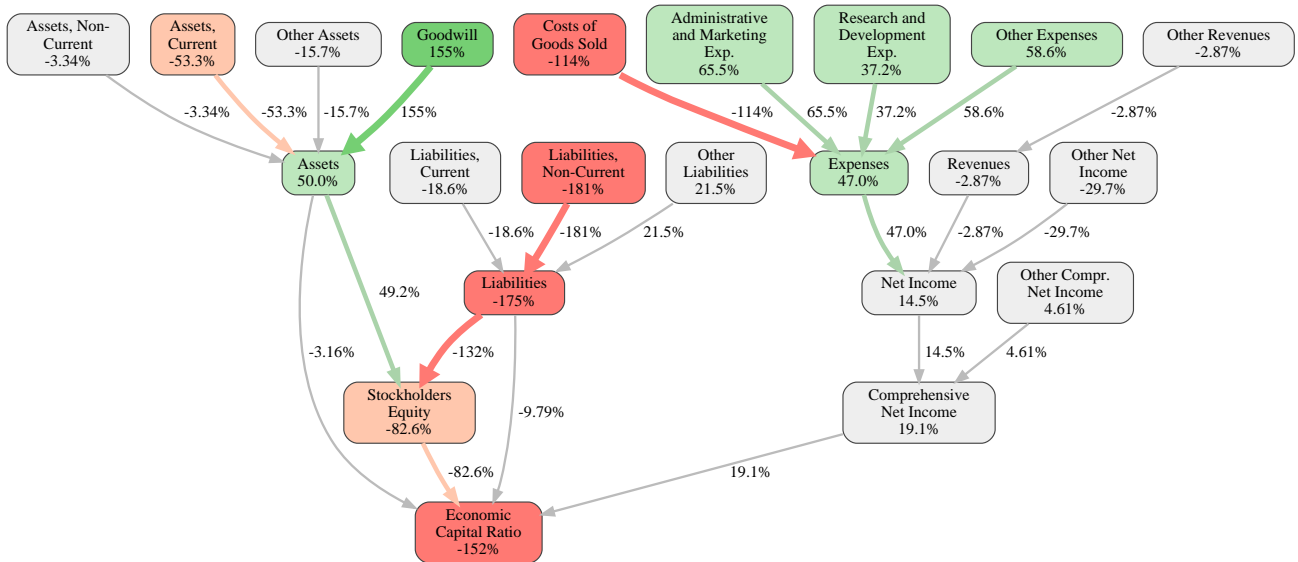 Assets, Non-
Current
-3.34%
Assets,
Current
-53.3%
Other Assets
-15.7%
Goodwill
155%
Costs of
Goods Sold
-114%
Administrative
and Marketing
Exp.
65.5%
Research and
Development
Exp.
37.2%
Other Expenses
58.6%
Other Revenues
-2.87%
-3.34%
-53.3%
-15.7%
155%
-114%
65.5%
37.2%
58.6%
-2.87%
Assets
50.0%
Liabilities,
Current
-18.6%
Liabilities,
Non-Current
-181%
Other
Liabilities
21.5%
Expenses
47.0%
Revenues
-2.87%
Other Net
Income
-29.7%
-18.6%
-181%
21.5%
47.0%
-2.87%
-29.7%
Liabilities
-175%
Net Income
14.5%
Other Compr.
Net Income
4.61%
49.2%
-3.16%
-132%
-9.79%
14.5%
4.61%
Stockholders
Equity
-82.6%
Comprehensive
Net Income
19.1%
-82.6%
19.1%
Economic
Capital Ratio
-152%